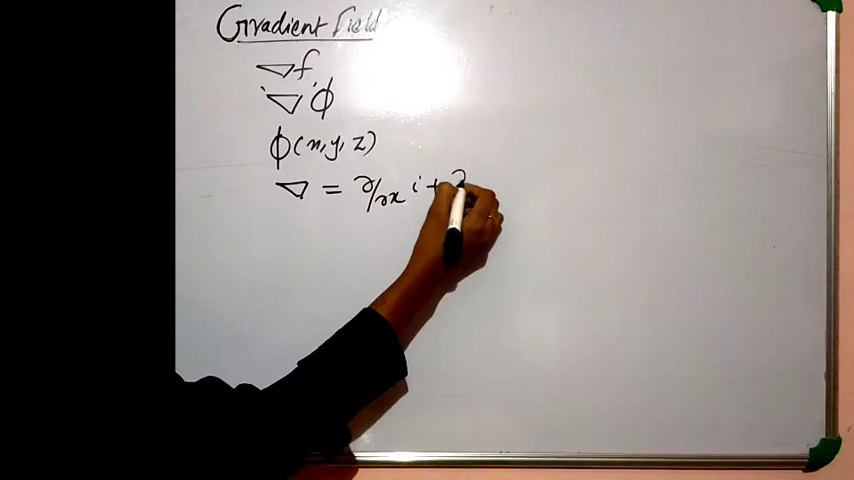 Gradient Field
∇f
∇ϕ
ϕ(x, y, z)
∇ = ∂/∂x i + ∂